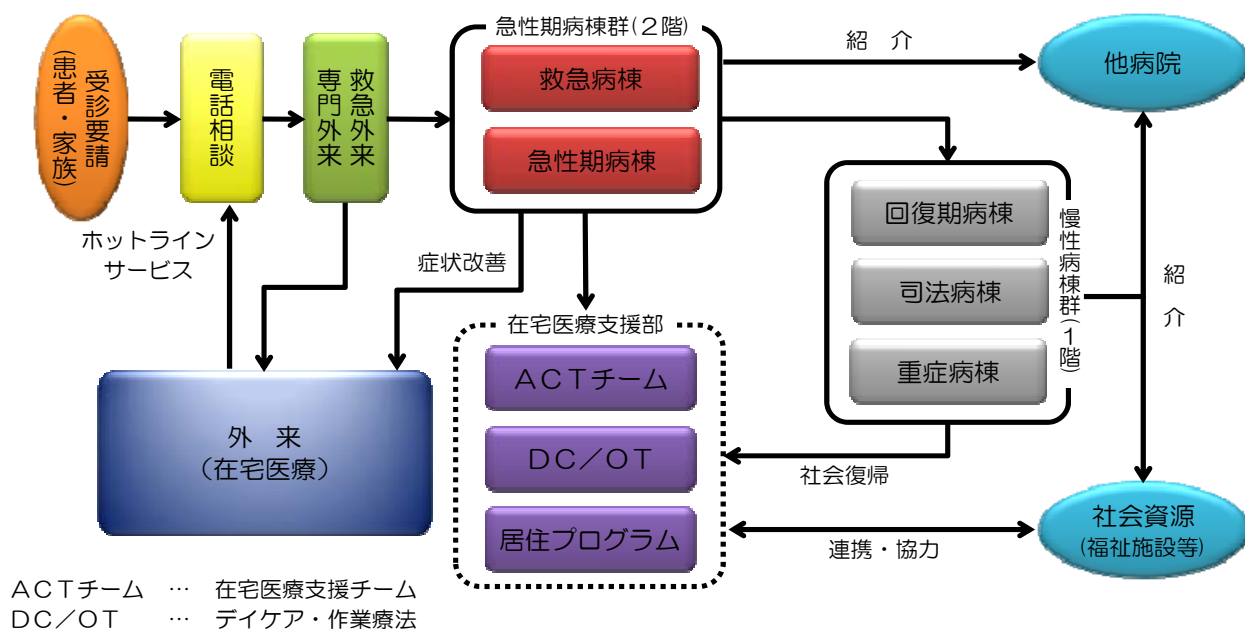 受診要請
(患者・家族)
電話相談
救急外来
専門外来
急性期病棟群(２階)
救急病棟
急性期病棟
紹　介
他病院
回復期病棟
司法病棟
重症病棟
慢性病棟群(１階)
紹　介
ホットライン
サービス
症状改善
在宅医療支援部
ＡＣＴチーム
ＤＣ／ＯＴ
居住プログラム
外　来
（在宅医療）
社会復帰
連携・協力
社会資源
(福祉施設等)
ＡＣＴチーム　…　在宅医療支援チーム
ＤＣ／ＯＴ　…　デイケア・作業療法